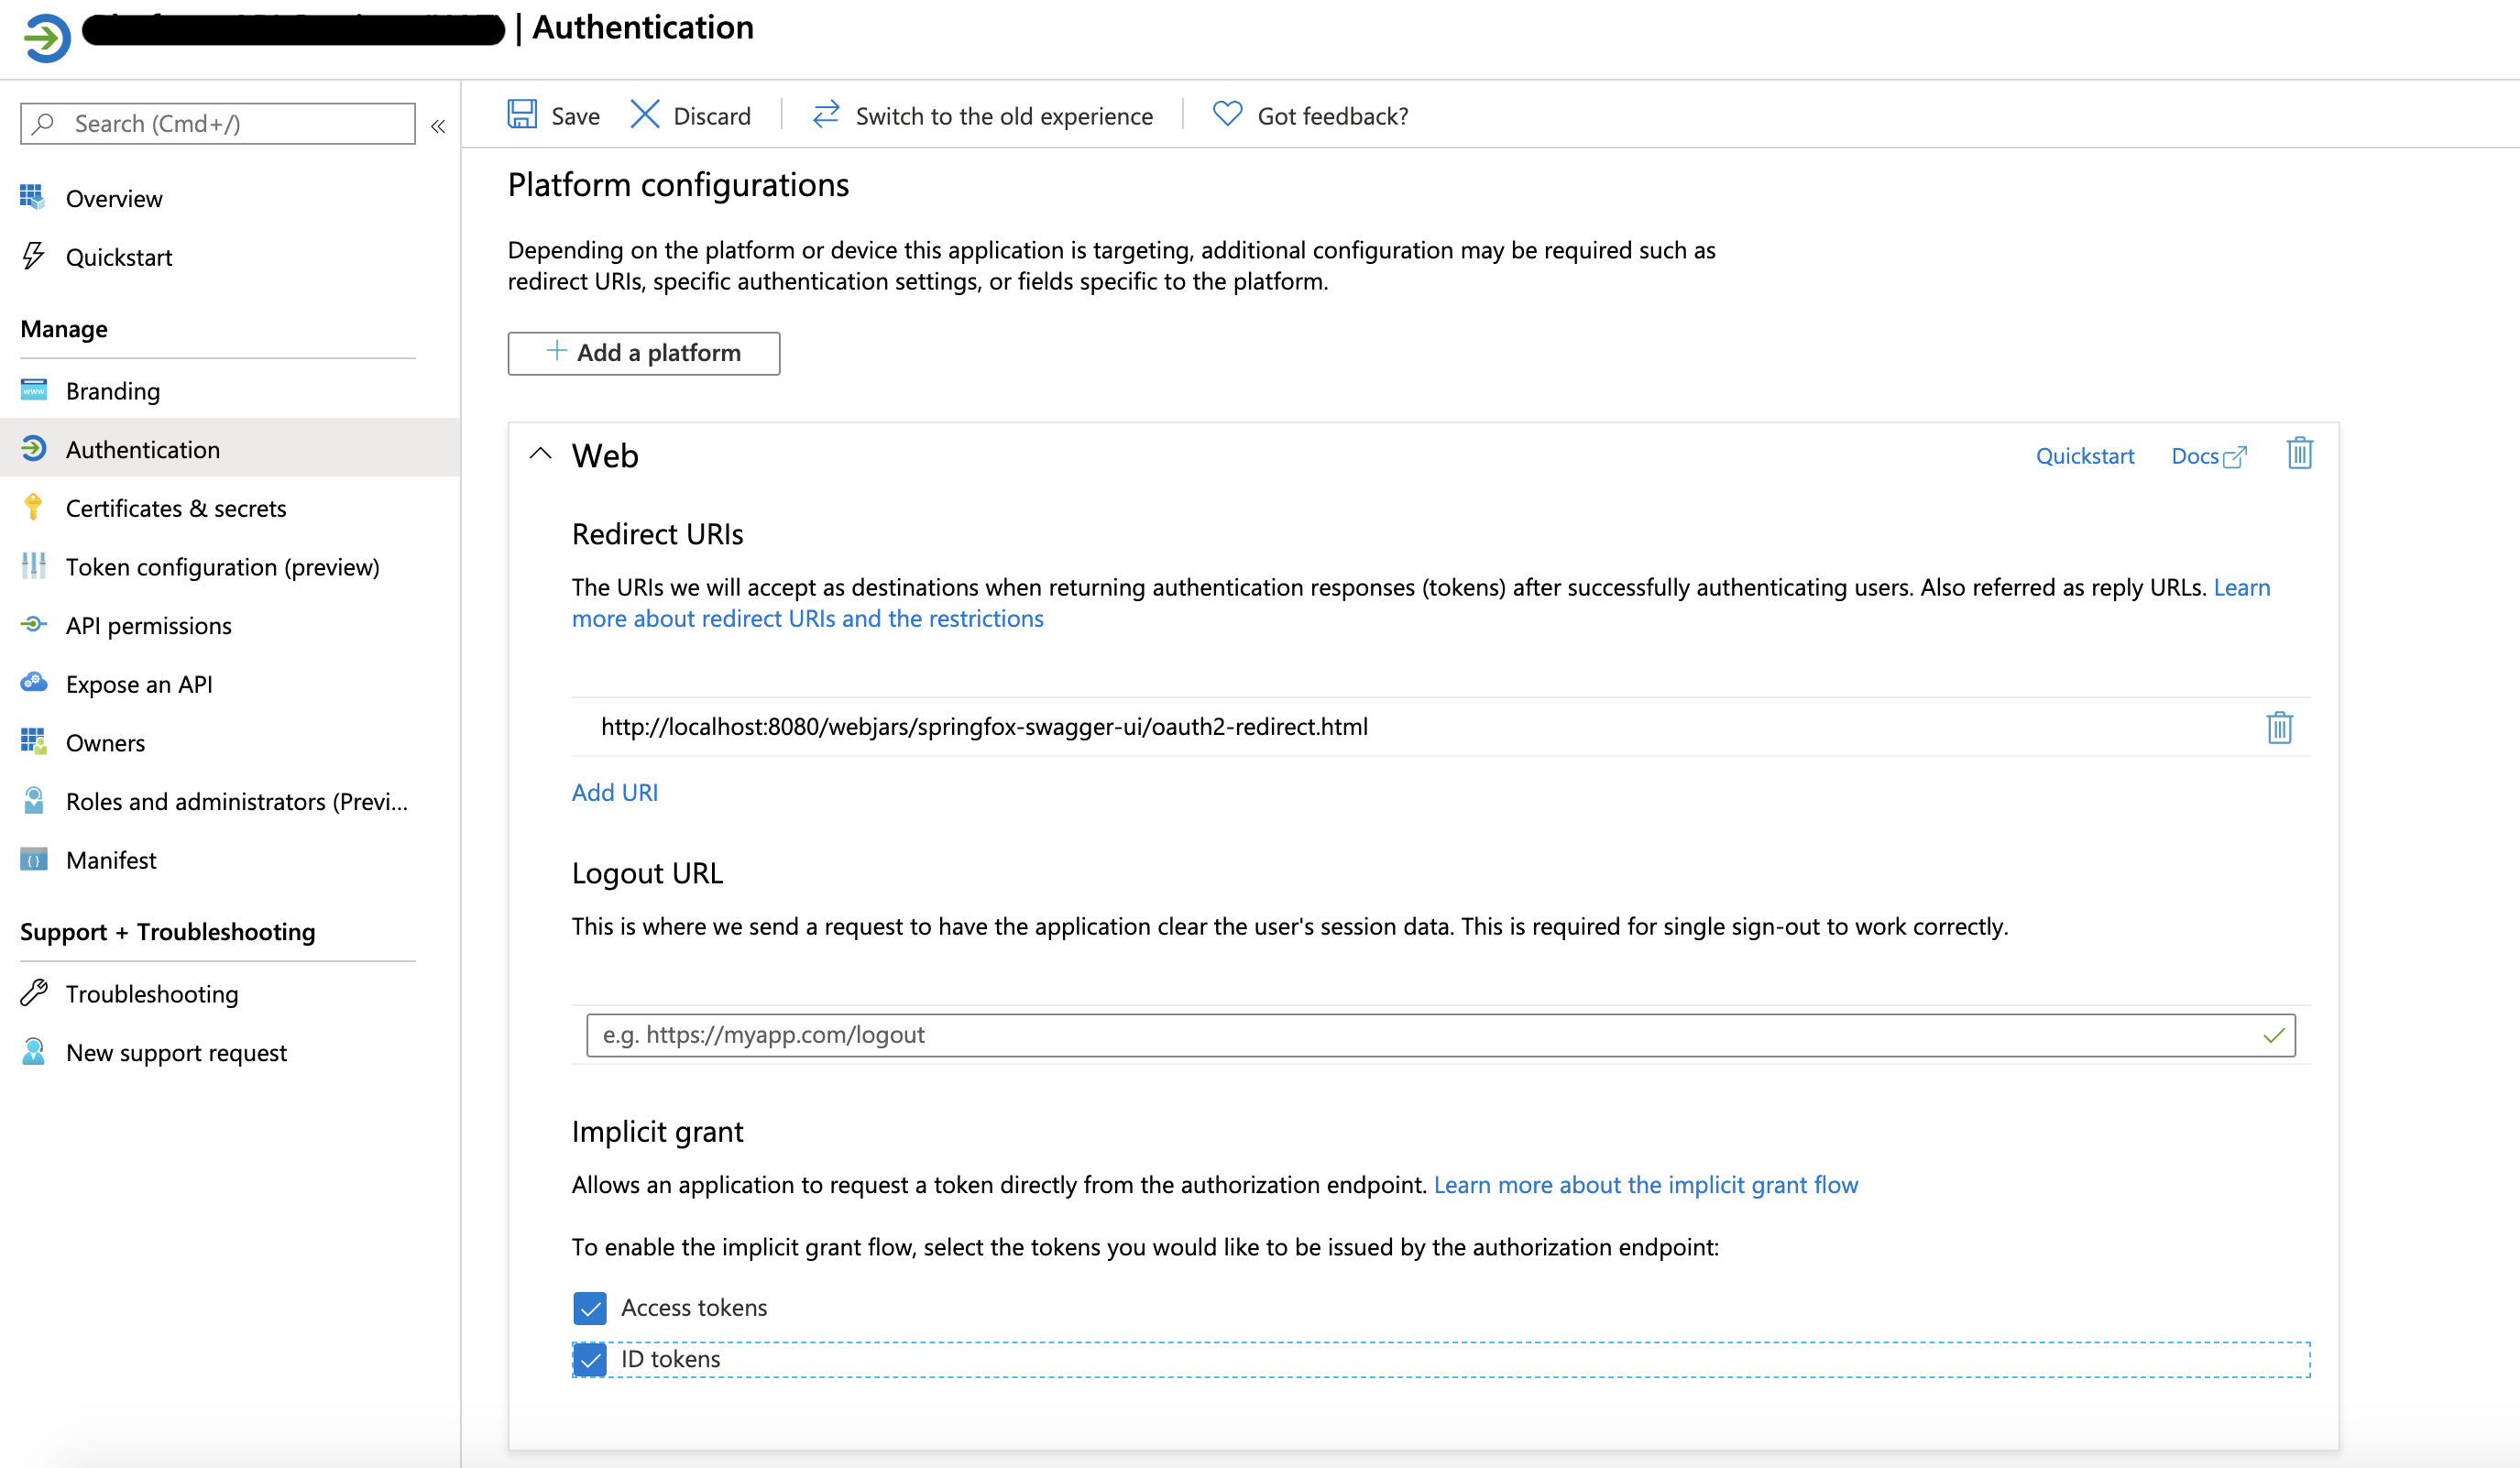 | Authentication
Search (Cmd+/)
«
Overview
Quickstart
Manage
Branding
Authentication
Certificates & secrets
Token configuration (preview)
API permissions
Expose an API
Owners
Roles and administrators (Previ...
Manifest
Support + Troubleshooting
Troubleshooting
New support request
Save Discard Switch to the old experience Got feedback?
Platform configurations
Depending on the platform or device this application is targeting, additional configuration may be required such as
redirect URIs, specific authentication settings, or fields specific to the platform.
+ Add a platform
Web Quickstart Docs
Redirect URIs
The URIs we will accept as destinations when returning authentication responses (tokens) after successfully authenticating users. Also referred as reply URLs. Learn
more about redirect URIs and the restrictions
http://localhost:8080/webjars/springfox-swagger-ui/oauth2-redirect.html
Add URI
Logout URL
This is where we send a request to have the application clear the user's session data. This is required for single sign-out to work correctly.
e.g. https://myapp.com/logout
Implicit grant
Allows an application to request a token directly from the authorization endpoint. Learn more about the implicit grant flow
To enable the implicit grant flow, select the tokens you would like to be issued by the authorization endpoint:
Access tokens
ID tokens